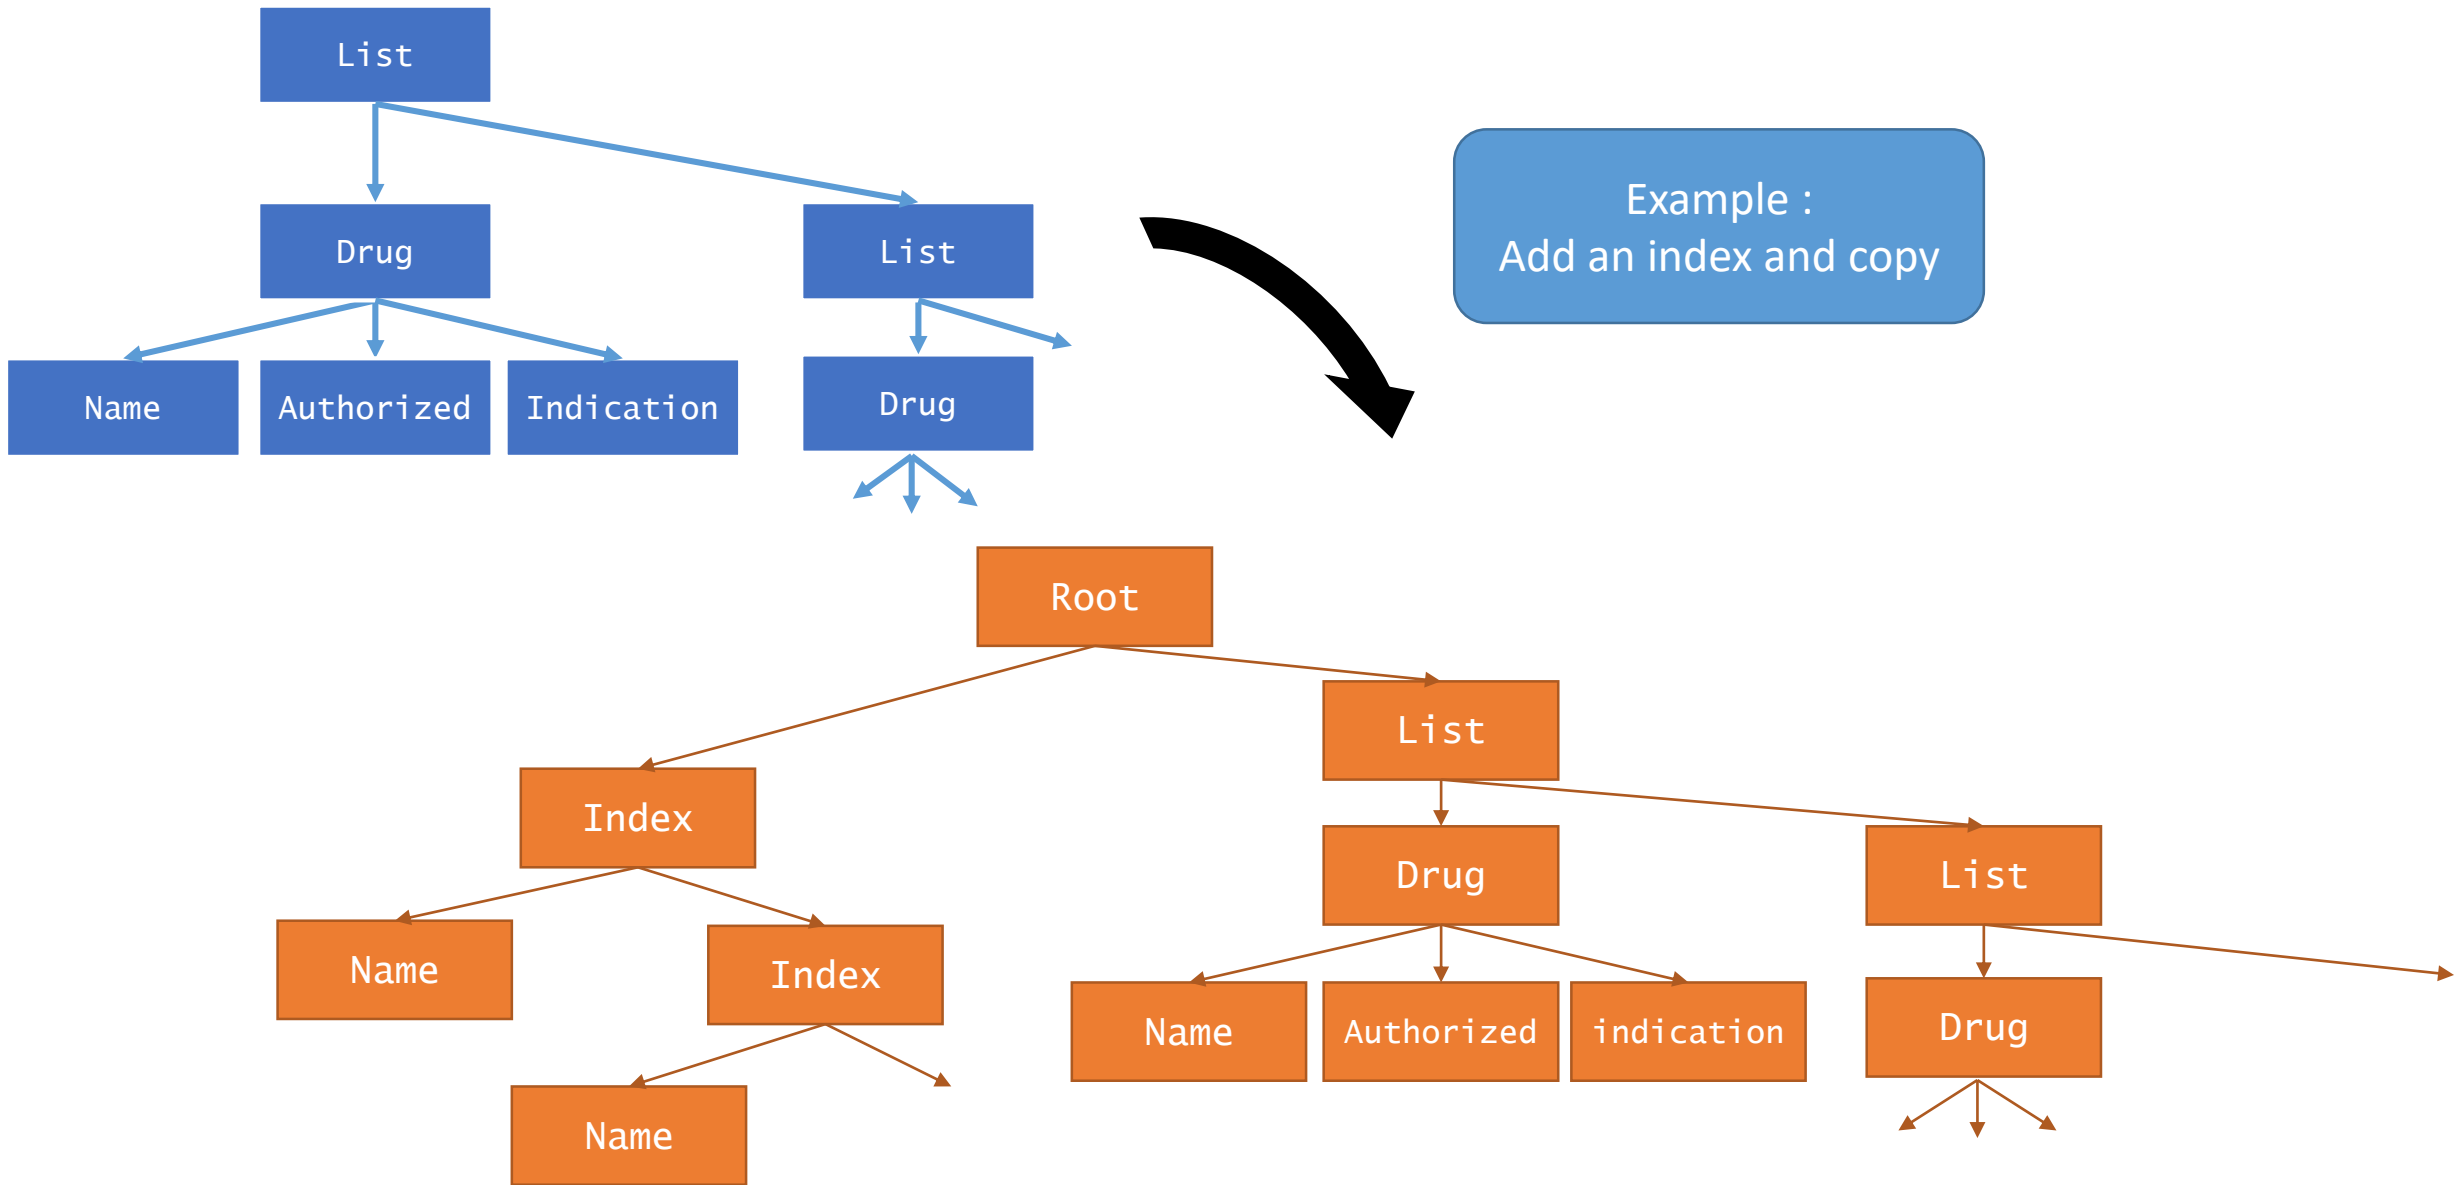 List
Example :
Add an index and copy
Drug
List
Name
Authorized
Indication
Drug
Root
List
Index
Drug
List
Name
Index
Name
Authorized
indication
Drug
Name